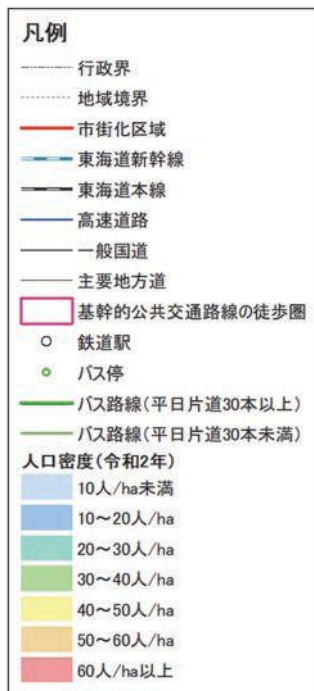 凡例
行政界
地域境界
市街化区域
東海道新幹線
東海道本線
高速道路
一般国道
主要地方道
基幹的公共交通路線の徒歩圏
鉄道駅
バス停
バス路線(平日片道30本以上)
バス路線(平日片道30本未満)
人口密度(令和2年)
10人/ha未満
10～20人/ha
20～30人/ha
30～40人/ha
40～50人/ha
50～60人/ha
60人/ha以上